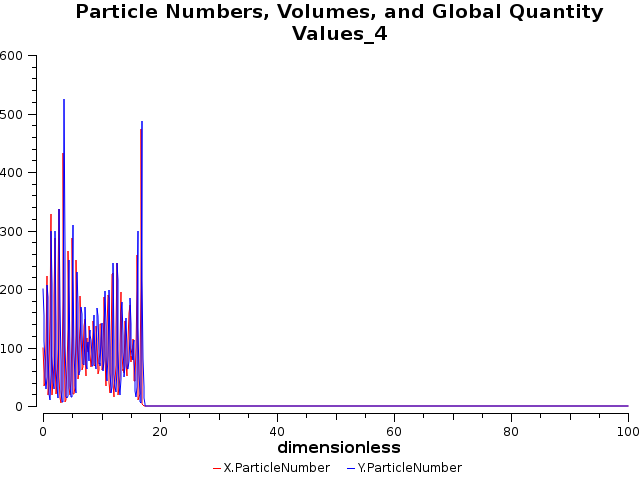 Particle Numbers, Volumes, and Global Quantity
Values_4
600
500
400
300
200
100
0
0 20 40 60 80 100
dimensionless
X.ParticleNumber Y.ParticleNumber